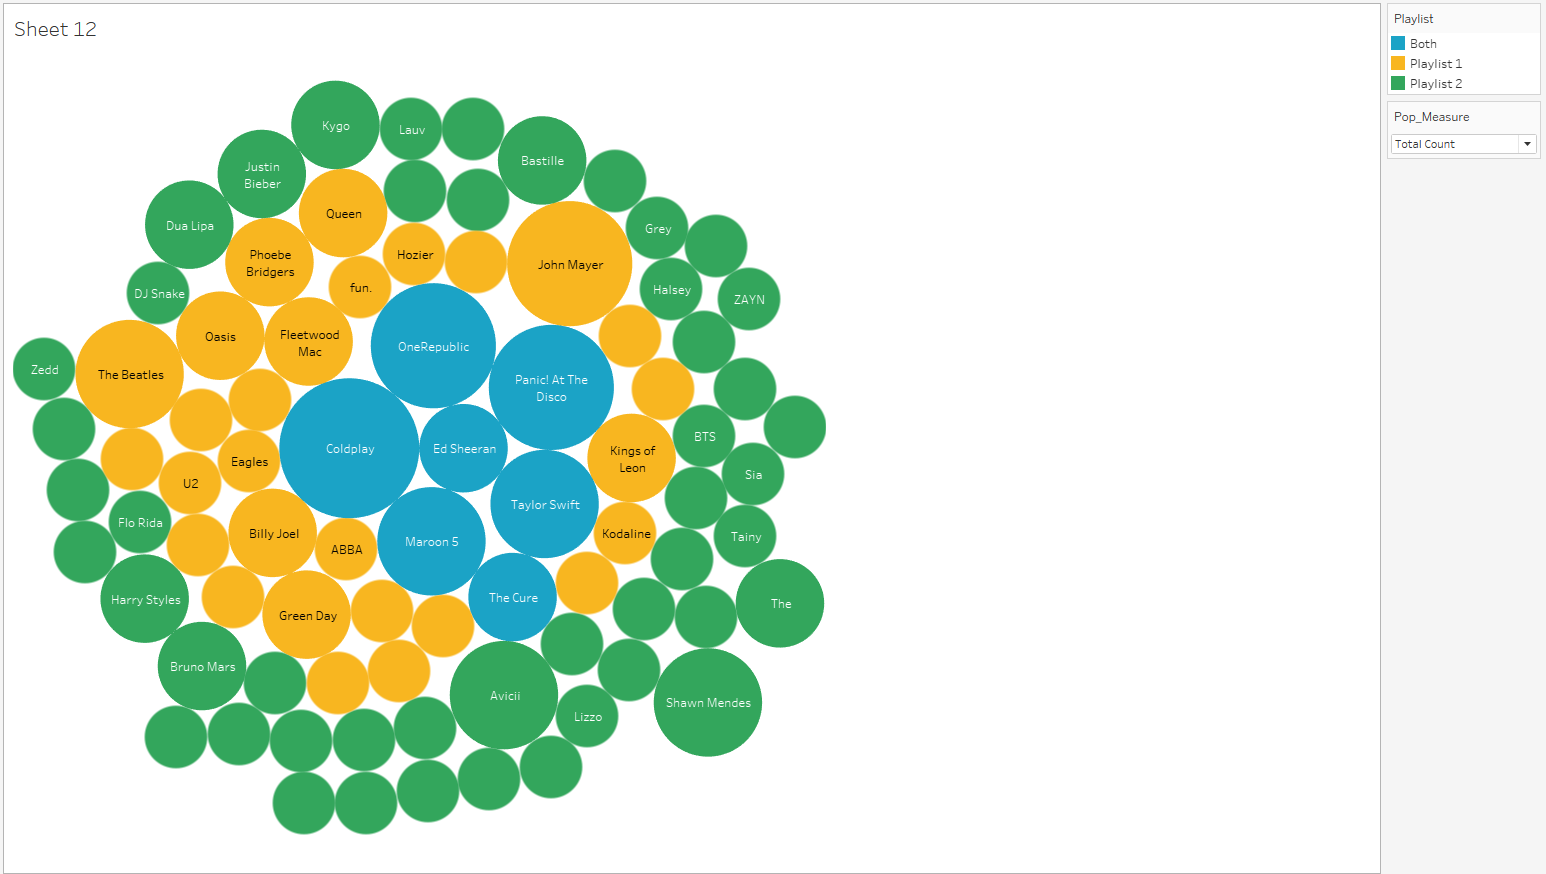 Sheet 12
Playlist
Both
Playlist 1
Playlist 2
Pop_Measure
Total Count
Kygo
Lauv
Justin
Bieber
Bastille
Dua Lipa
Queen
Grey
Phoebe
Bridgers
Hozier
John Mayer
fun.
DJ Snake
Halsey
ZAYN
Oasis
Fleetwood
Mac
OneRepublic
Zedd
The Beatles
Panic! At The
Disco
Coldplay
Ed Sheeran
BTS
Eagles
Kings of
Leon
Sia
U2
Taylor Swift
Flo Rida
Billy Joel
ABBA
Maroon 5
Kodaline
Tainy
Harry Styles
The Cure
The
Green Day
Bruno Mars
Avicii
Shawn Mendes
Lizzo